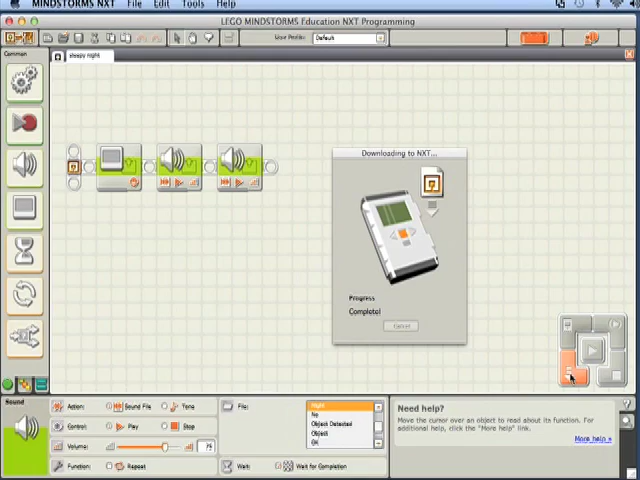 MINDSTORMS NXT File Edit Tools Help
LEGO MINDSTORMS Education NXT Programming
User Profile: Default
Common
sleepy night
Downloading to NXT...
Progress
Complete!
Cancel
Sound
Action: Sound File Tone
Control: Play Stop
Volume: 75
Function: Repeat
File:
Night
No
Object Detected
Object
OK
Wait: Wait for Completion
Need help?
Move the cursor over an object to read about its function. For
additional help, click the "More help" link.
More help »
?